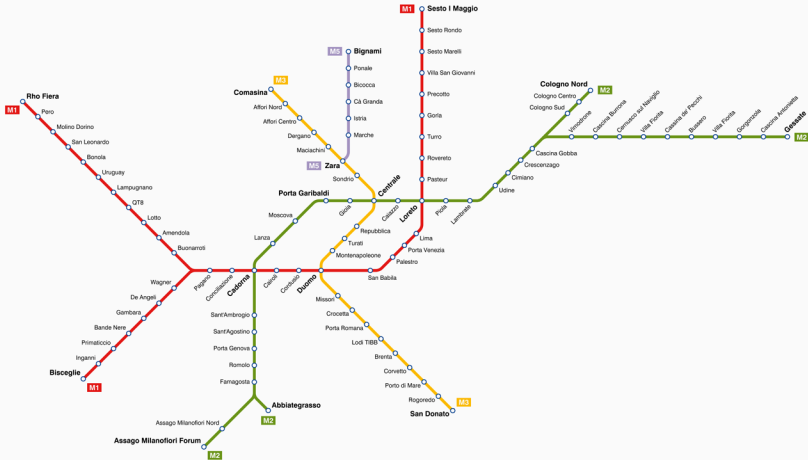 M1
Sesto I Maggio
Sesto Rondo
Sesto Marelli
Villa San Giovanni
Precotto
Gorla
Turro
Rovereto
Pasteur
M5
Bignami
Ponale
Bicocca
Cà Granda
Istria
Marche
M5
Zara
M3
Comasina
Affori Nord
Affori Centro
Dergano
Maciachini
Sondrio
Centrale
Repubblica
Turati
Montenapoleone
Duomo
Missori
Crocetta
Porta Romana
Lodi TIBB
Brenta
Corvetto
Porto di Mare
Rogoredo
San Donato
M3
Rho Fiera
M1
Pero
Molino Dorino
San Leonardo
Bonola
Uruguay
Lampugnano
QT8
Lotto
Amendola
Buonarroti
Pagano
Conciliazione
Cadorna
Cairoli
Cordusio
San Babila
Palestro
Porta Venezia
Lima
Loreto
Wagner
De Angeli
Gambara
Bande Nere
Primaticcio
Inganni
Bisceglie
M1
Cologno Nord
M2
Cologno Centro
Cologno Sud
Vimodrone
Cascina Burrona
Cernusco sul Naviglio
Villa Fiorita
Cassina de' Pecchi
Bussero
Villa Fiorita
Gorgonzola
Cascina Antonietta
Gessate
M2
Cascina Gobba
Crescenzago
Cimiano
Udine
Lambrate
Piola
Caiazzo
Gioia
Porta Garibaldi
Moscova
Lanza
Sant'Ambrogio
Sant'Agostino
Porta Genova
Romolo
Famagosta
Abbiategrasso
M2
Assago Milanofiori Nord
Assago Milanofiori Forum
M2